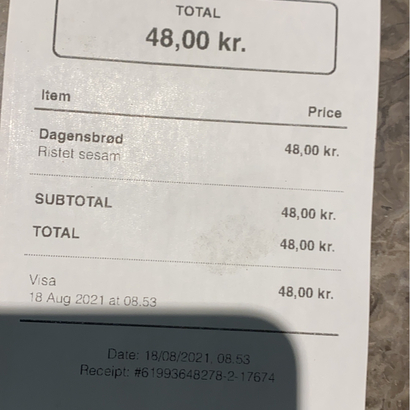 TOTAL
48,00 kr.
Item Price
Dagensbrød 48,00 kr.
Ristet sesam
SUBTOTAL 48,00 kr.
TOTAL 48,00 kr.
Visa 48,00 kr.
18 Aug 2021 at 08.53
Date: 18/08/2021, 08.53
Receipt: #61993648278-2-17674